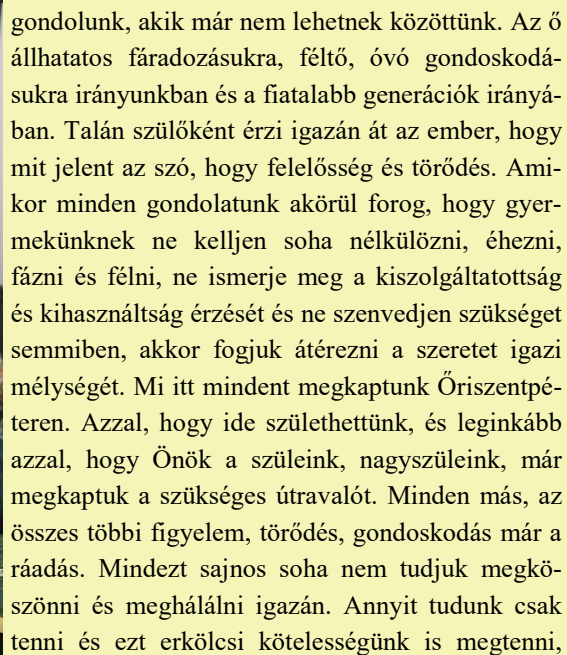 gondolunk, akik már nem lehetnek közöttünk. Az ő
állhatatos fáradozásukra, féltő, óvó gondoskodá-
sukra irányunkban és a fiatalabb generációk irányá-
ban. Talán szülőként érzi igazán át az ember, hogy
mit jelent az szó, hogy felelősség és törődés. Ami-
kor minden gondolatunk akörül forog, hogy gyer-
mekünknek ne kelljen soha nélkülözni, éhezni,
fázni és félni, ne ismerje meg a kiszolgáltatottság
és kihasználtság érzését és ne szenvedjen szükséget
semmiben, akkor fogjuk átérezni a szeretet igazi
mélységét. Mi itt mindent megkaptunk Őriszentpé-
teren. Azzal, hogy ide születhettünk, és leginkább
azzal, hogy Önök a szüleink, nagyszüleink, már
megkaptuk a szükséges útravalót. Minden más, az
összes többi figyelem, törődés, gondoskodás már a
ráadás. Mindezt sajnos soha nem tudjuk megkö-
szönni és meghálálni igazán. Annyit tudunk csak
tenni és ezt erkölcsi kötelességünk is megtenni,